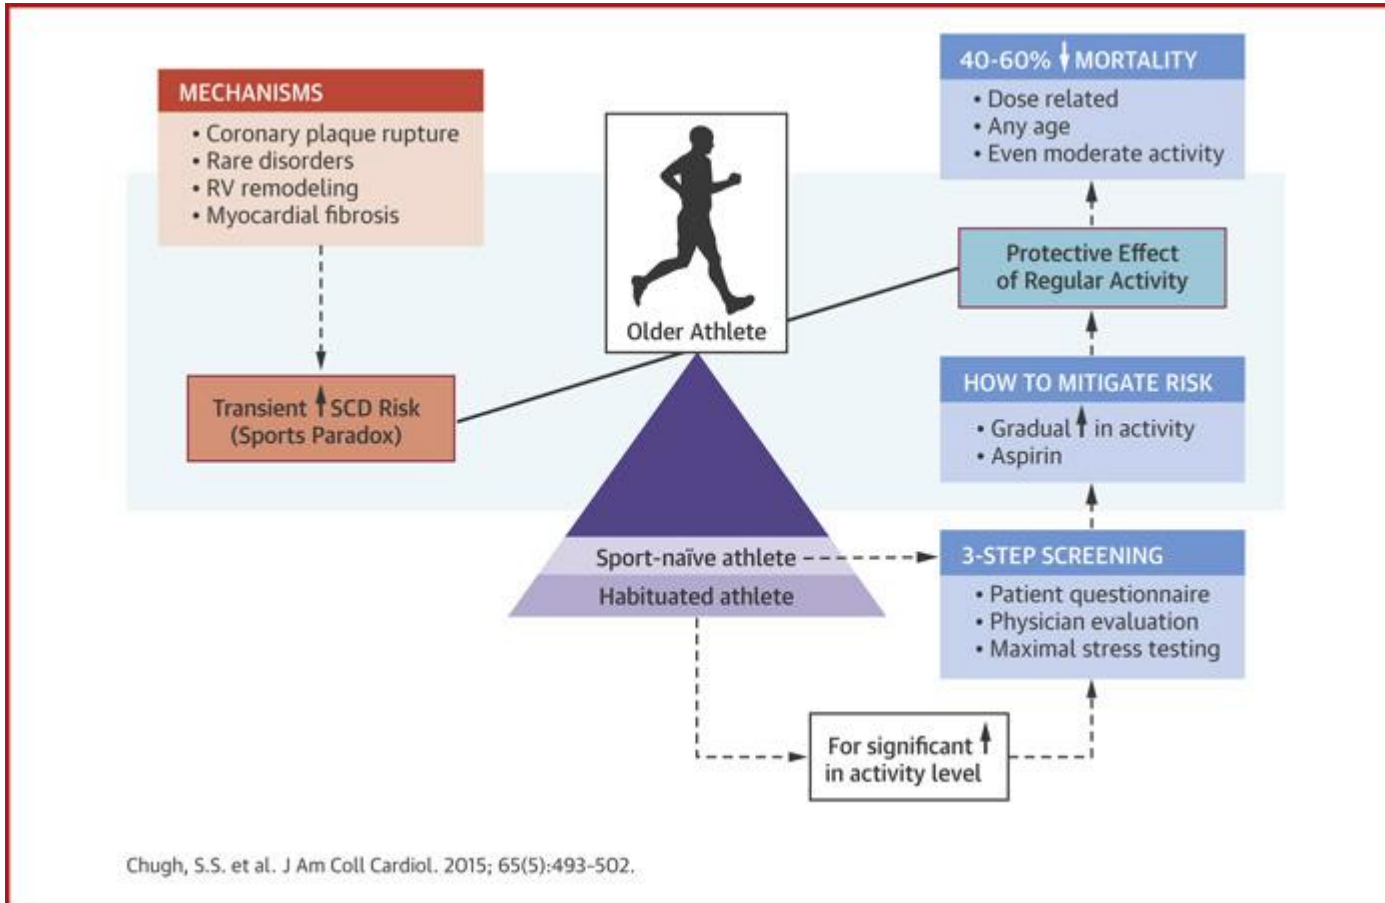 MECHANISMS
• Coronary plaque rupture
• Rare disorders
• RV remodeling
• Myocardial fibrosis
Transient ↑ SCD Risk
(Sports Paradox)
Older Athlete
40-60% ↓ MORTALITY
• Dose related
• Any age
• Even moderate activity
Protective Effect
of Regular Activity
HOW TO MITIGATE RISK
• Gradual ↑ in activity
• Aspirin
Sport-naïve athlete
Habituated athlete
3-STEP SCREENING
• Patient questionnaire
• Physician evaluation
• Maximal stress testing
For significant ↑
in activity level
Chugh, S.S. et al. J Am Coll Cardiol. 2015; 65(5):493-502.